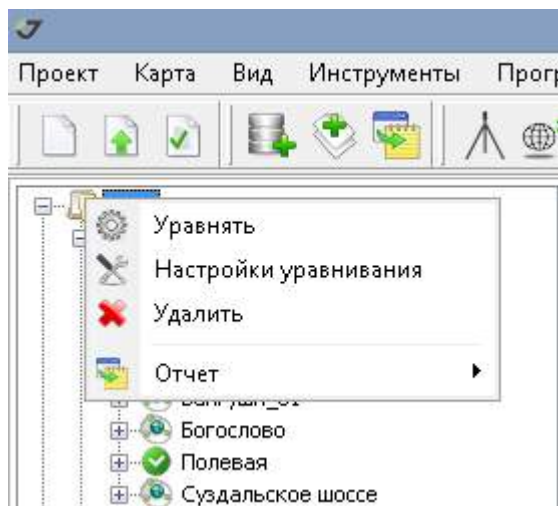 Проект Карта Вид Инструменты
Уравнять
Настройки уравнивания
Удалить
Отчет
Богослово
Полевая
Суздальское шоссе